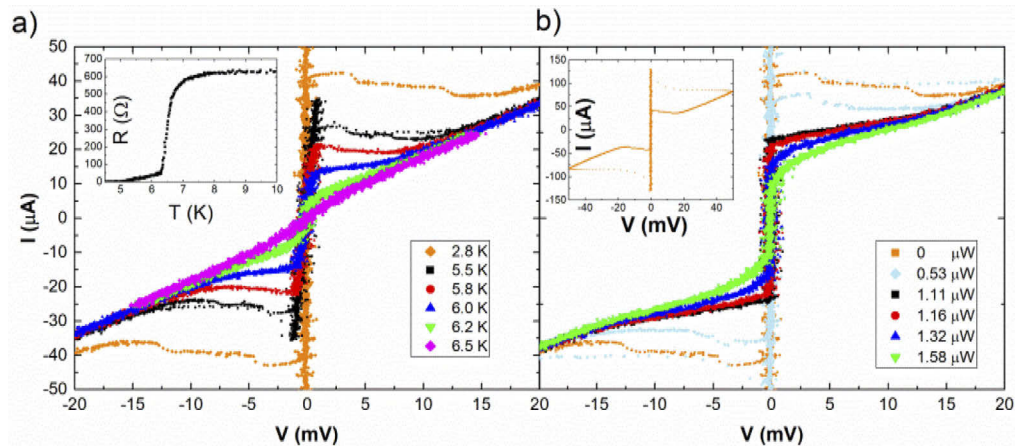 a)
50
40
30
20
10
0
-10
-20
-30
-40
-50
I (μA)
-20 -15 -10 -5 0 5 10 15 20
V (mV)
700
600
500
400
300
200
100
0
R (Ω)
5 6 7 8 9 10
T (K)
2.8 K
5.5 K
5.8 K
6.0 K
6.2 K
6.5 K
b)
150
100
50
0
-50
-100
-150
I (μA)
-40 -20 0 20 40
V (mV)
0 μW
0.53 μW
1.11 μW
1.16 μW
1.32 μW
1.58 μW
-15 -10 -5 0 5 10 15 20
V (mV)